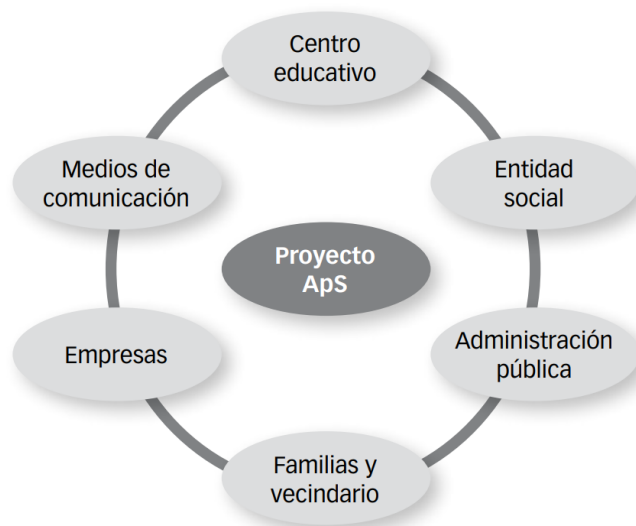 Centro
educativo
Medios de
comunicación
Entidad
social
Proyecto
ApS
Empresas
Administración
pública
Familias y
vecindario